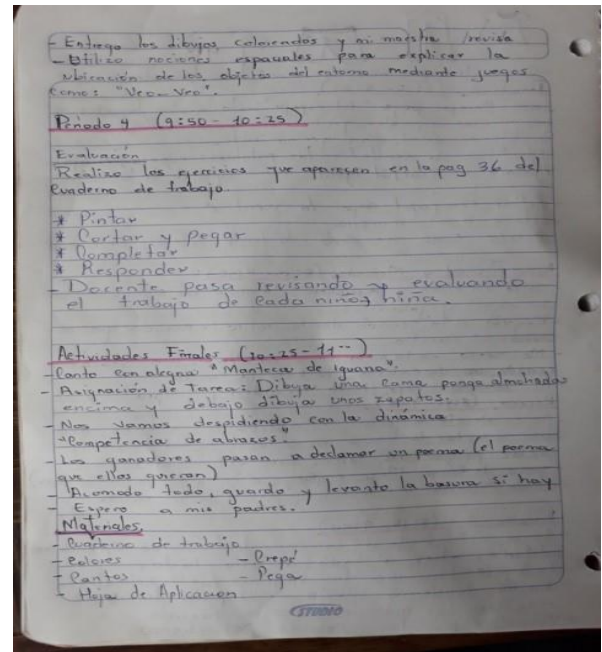 - Entrego los dibujos coloreados y mi maestra revisa
- Utilizo nociones espaciales para explicar la
ubicación de los objetos del entorno mediante juegos
como: "Veo-Veo".
Periodo 4 (9:50 - 10:25)
Evaluación
Realizo los ejercicios que aparecen en la pag 36 del
Cuaderno de trabajo.
* Pintar
* Cortar y pegar
* Completar
* Responder
- Docente pasa revisando y evaluando
el trabajo de cada niño, niña.
Actividades Finales (10:25 - 11--)
- Canto con alegria "Manteca de Iguana".
- Asignación de Tarea: Dibuja una cama ponga almohada
encima y debajo dibuja unos zapatos.
- Nos vamos despidiendo con la dinámica
"Competencia de abrazos".
- Los ganadores pasan a declamar un poema (el poema
que ellos quieran)
- Acomodo todo, guardo y levanto la basura si hay
- Espero a mis padres.
Materiales.
- Cuaderno de trabajo
- Colores - Crepé
- Cantos - Pega
- Hoja de Aplicación
STUDIO